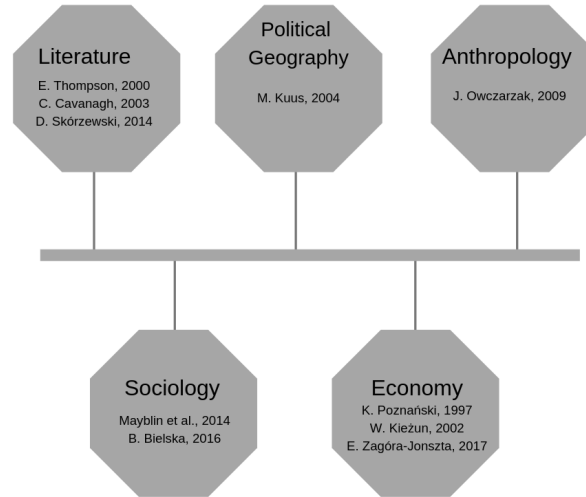 Literature
E. Thompson, 2000
C. Cavanagh, 2003
D. Skórzewski, 2014
Political
Geography
M. Kuus, 2004
Anthropology
J. Owczarzak, 2009
Sociology
Mayblin et al., 2014
B. Bielska, 2016
Economy
K. Poznański, 1997
W. Kieżun, 2002
E. Zagóra-Jonszta, 2017